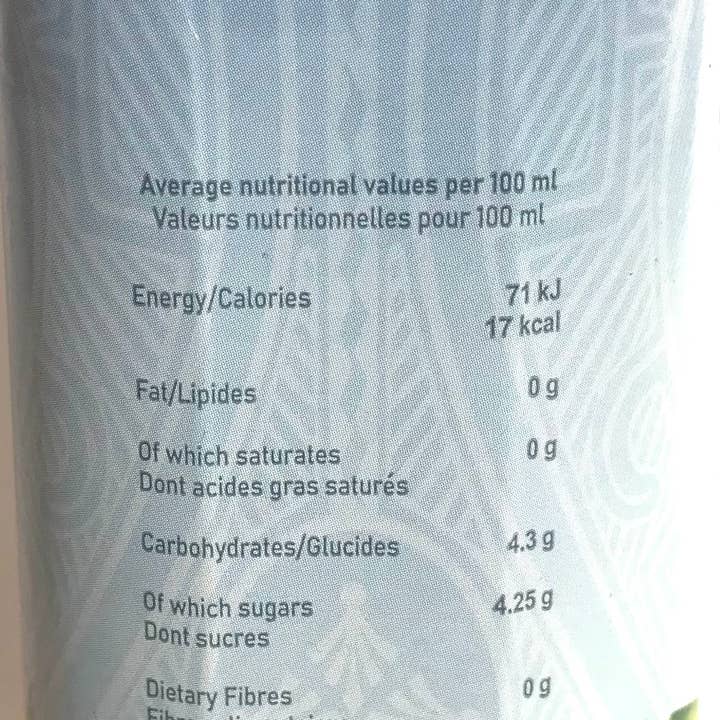 Average nutritional values per 100 ml
Valeurs nutritionnelles pour 100 ml
Energy/Calories 71 kJ
17 kcal
Fat/Lipides 0 g
Of which saturates 0 g
Dont acides gras saturés
Carbohydrates/Glucides 4.3 g
Of which sugars 4.25 g
Dont sucres
Dietary Fibres 0 g